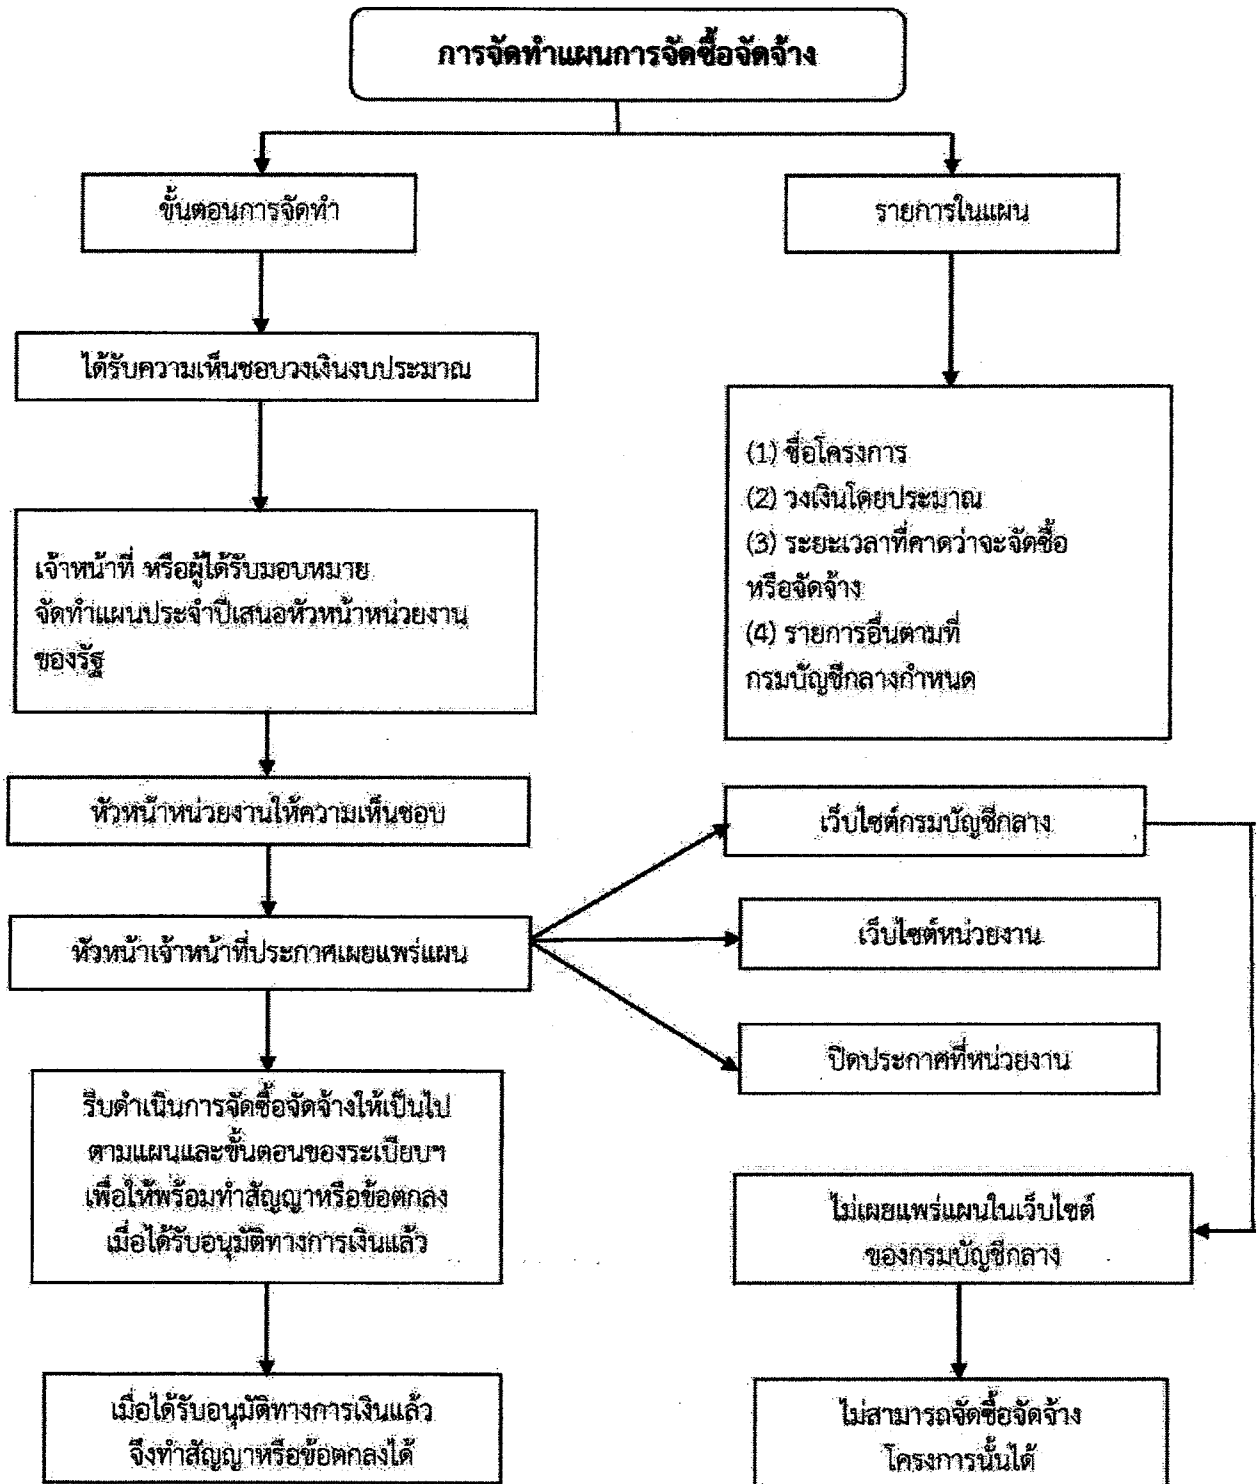 การจัดทำแผนการจัดซื้อจัดจ้าง
ขั้นตอนการจัดทำ
ได้รับความเห็นชอบวงเงินงบประมาณ
เจ้าหน้าที่ หรือผู้ได้รับมอบหมาย
จัดทำแผนประจำปีเสนอหัวหน้าหน่วยงาน
ของรัฐ
หัวหน้าหน่วยงานให้ความเห็นชอบ
หัวหน้าเจ้าหน้าที่ประกาศเผยแพร่แผน
รีบดำเนินการจัดซื้อจัดจ้างให้เป็นไป
ตามแผนและขั้นตอนของระเบียบฯ
เพื่อให้พร้อมทำสัญญาหรือข้อตกลง
เมื่อได้รับอนุมัติทางการเงินแล้ว
เมื่อได้รับอนุมัติทางการเงินแล้ว
จึงทำสัญญาหรือข้อตกลงได้
รายการในแผน
(1) ชื่อโครงการ
(2) วงเงินโดยประมาณ
(3) ระยะเวลาที่คาดว่าจะจัดซื้อ
หรือจัดจ้าง
(4) รายการอื่นตามที่
กรมบัญชีกลางกำหนด
เว็บไซต์กรมบัญชีกลาง
เว็บไซต์หน่วยงาน
ปิดประกาศที่หน่วยงาน
ไม่เผยแพร่แผนในเว็บไซต์
ของกรมบัญชีกลาง
ไม่สามารถจัดซื้อจัดจ้าง
โครงการนั้นได้